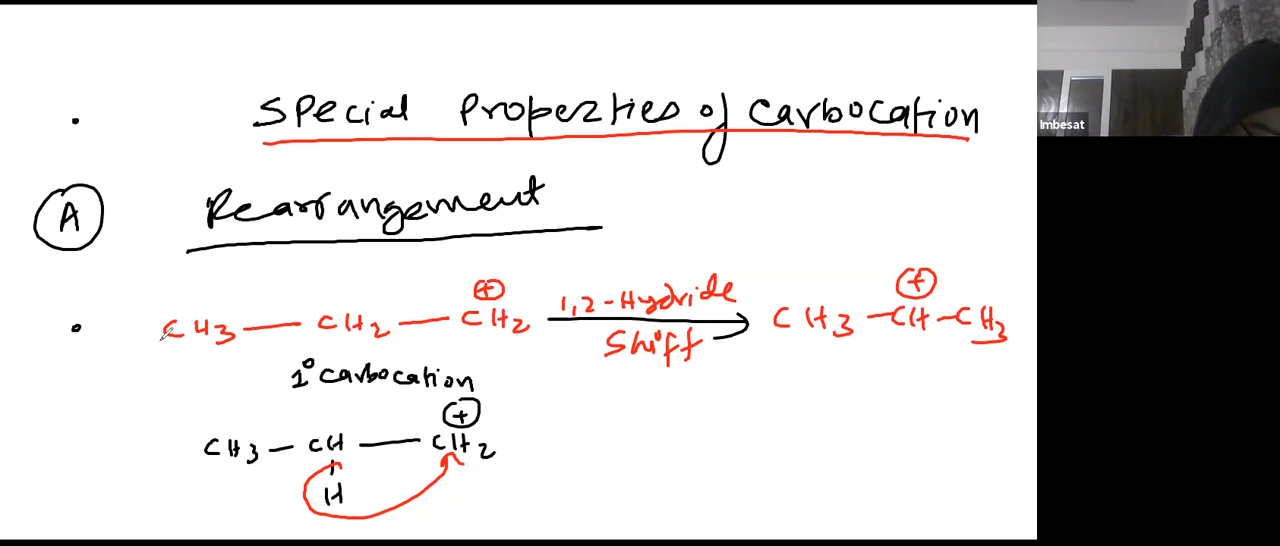 Special Properties of Carbocation
Imbesat
A Rearrangement
CH3 — CH2 — CH2 ⊕ 1,2-Hydride Shift → CH3 — CH — CH3 ⊕
1° carbocation
CH3 — CH — CH2 ⊕
H